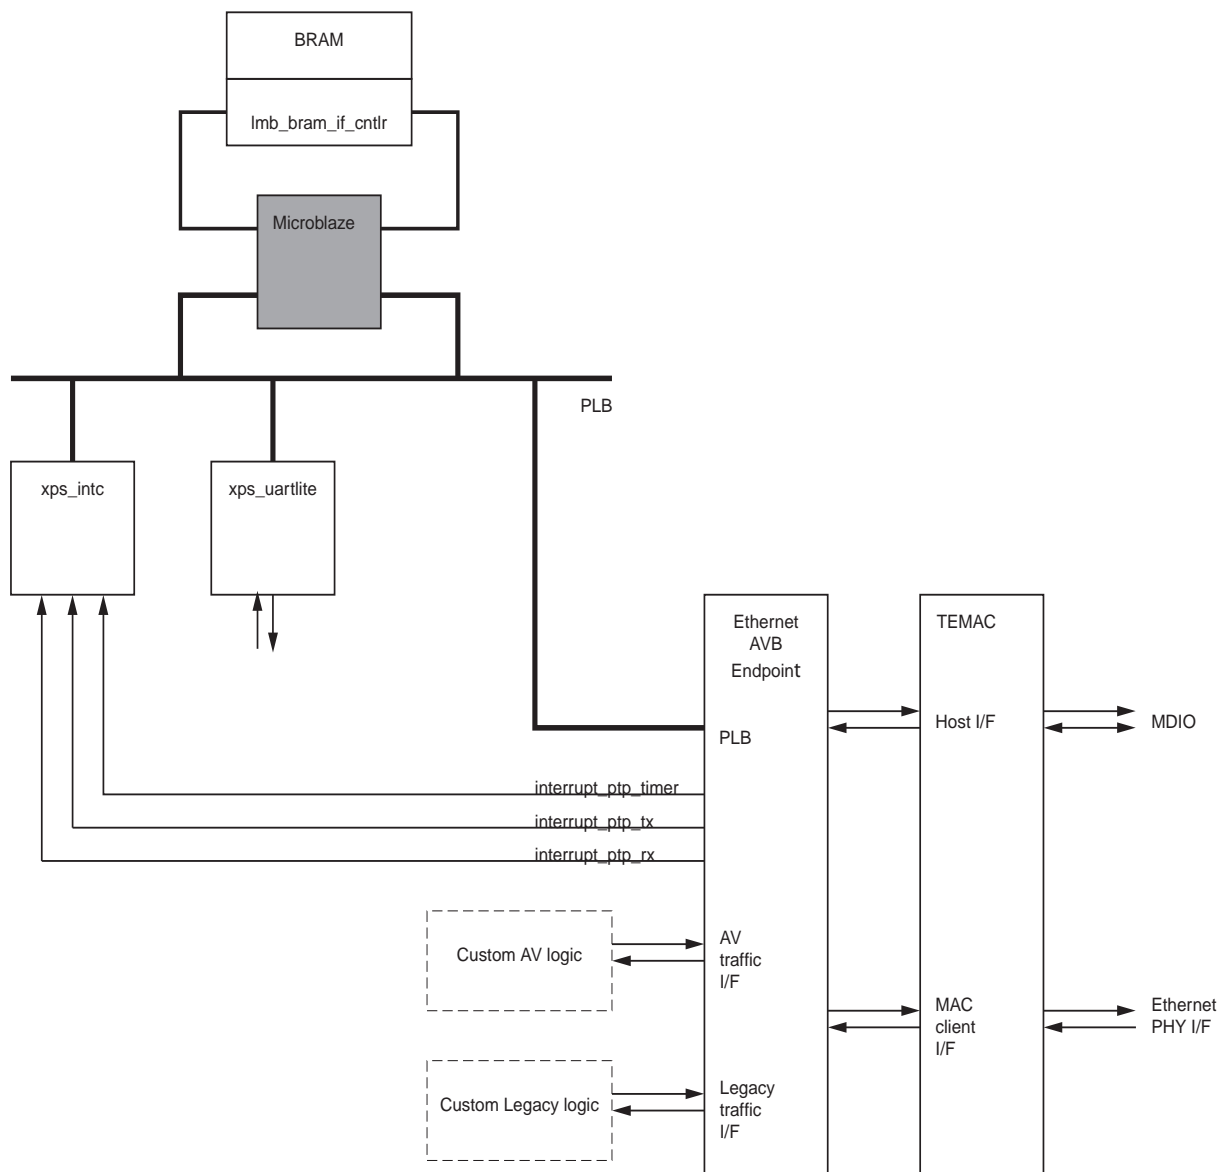 BRAM
lmb_bram_if_cntlr
Microblaze
PLB
xps_intc
xps_uartlite
Ethernet
AVB
Endpoint
TEMAC
PLB
Host I/F
MDIO
interrupt_ptp_timer
interrupt_ptp_tx
interrupt_ptp_rx
Custom AV logic
AV
traffic
I/F
MAC
client
I/F
Ethernet
PHY I/F
Custom Legacy logic
Legacy
traffic
I/F